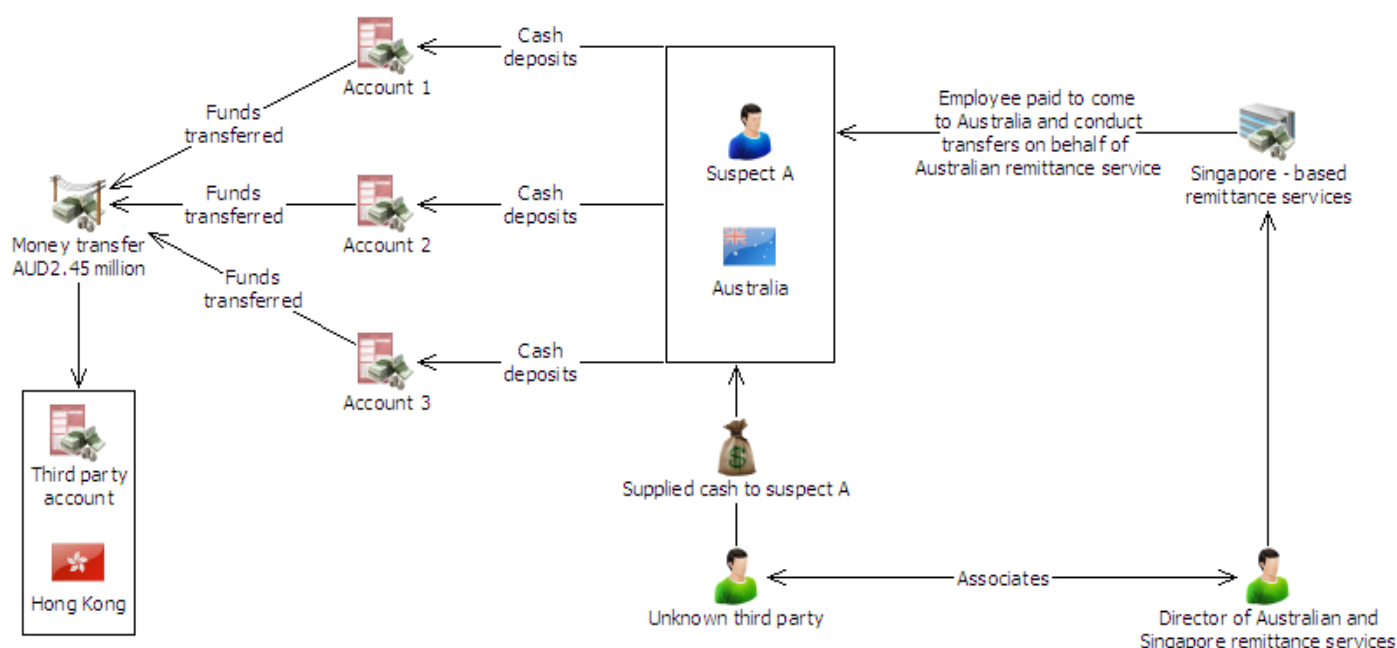 Cash
deposits
Account 1
Funds
transferred
Employee paid to come
to Australia and conduct
transfers on behalf of
Australian remittance service
Suspect A
Singapore - based
remittance services
Funds
transferred
Cash
deposits
Account 2
Money transfer
AUD2.45 million
Funds
transferred
Australia
Cash
deposits
Account 3
Third party
account
Supplied cash to suspect A
Hong Kong
Associates
Unknown third party
Director of Australian and
Singapore remittance services